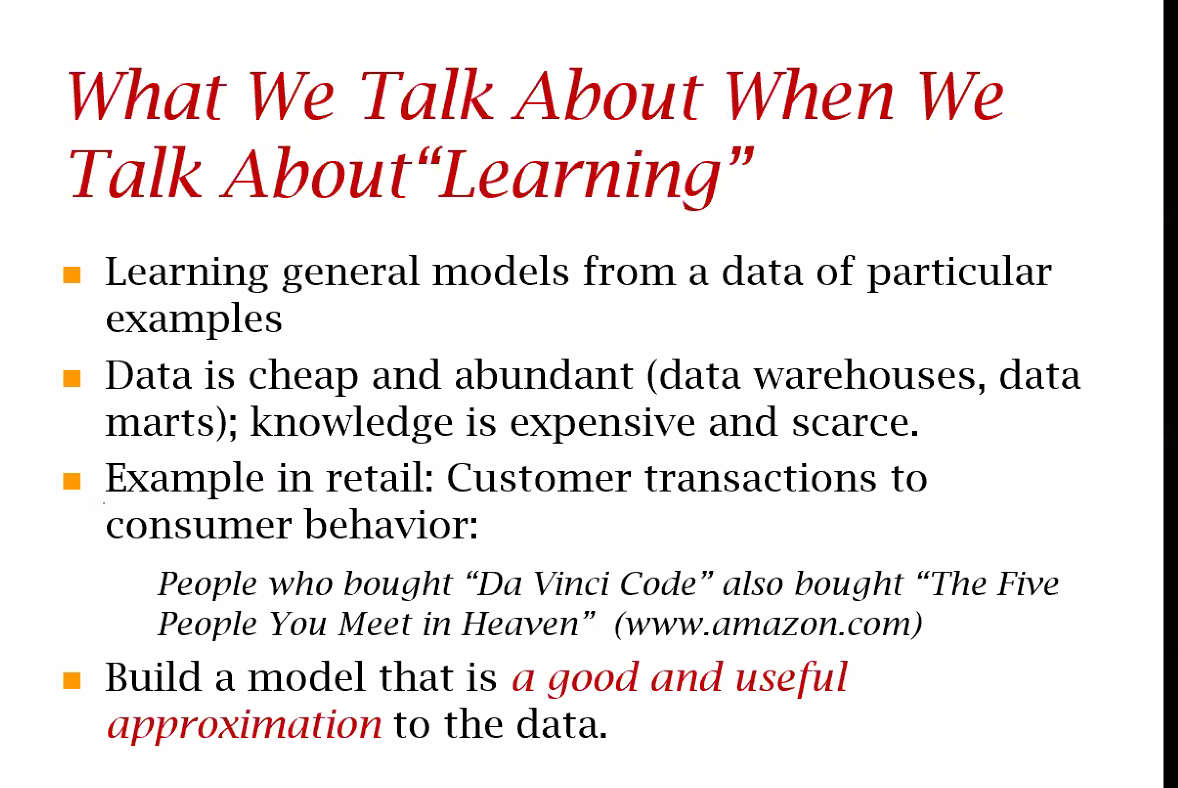 What We Talk About When We
Talk About“Learning”
Learning general models from a data of particular
examples
Data is cheap and abundant (data warehouses, data
marts); knowledge is expensive and scarce.
Example in retail: Customer transactions to
consumer behavior:
People who bought “Da Vinci Code” also bought “The Five
People You Meet in Heaven” (www.amazon.com)
Build a model that is a good and useful
approximation to the data.